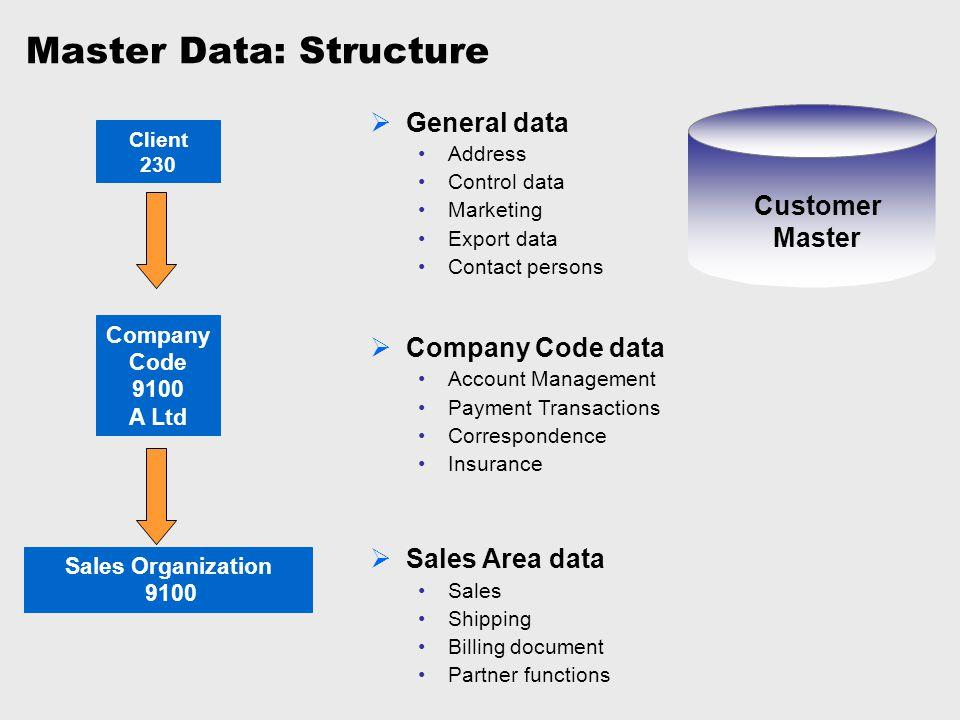 Master Data: Structure
Client
230
Company
Code
9100
A Ltd
Sales Organization
9100
General data
Address
Control data
Marketing
Export data
Contact persons
Company Code data
Account Management
Payment Transactions
Correspondence
Insurance
Sales Area data
Sales
Shipping
Billing document
Partner functions
Customer
Master